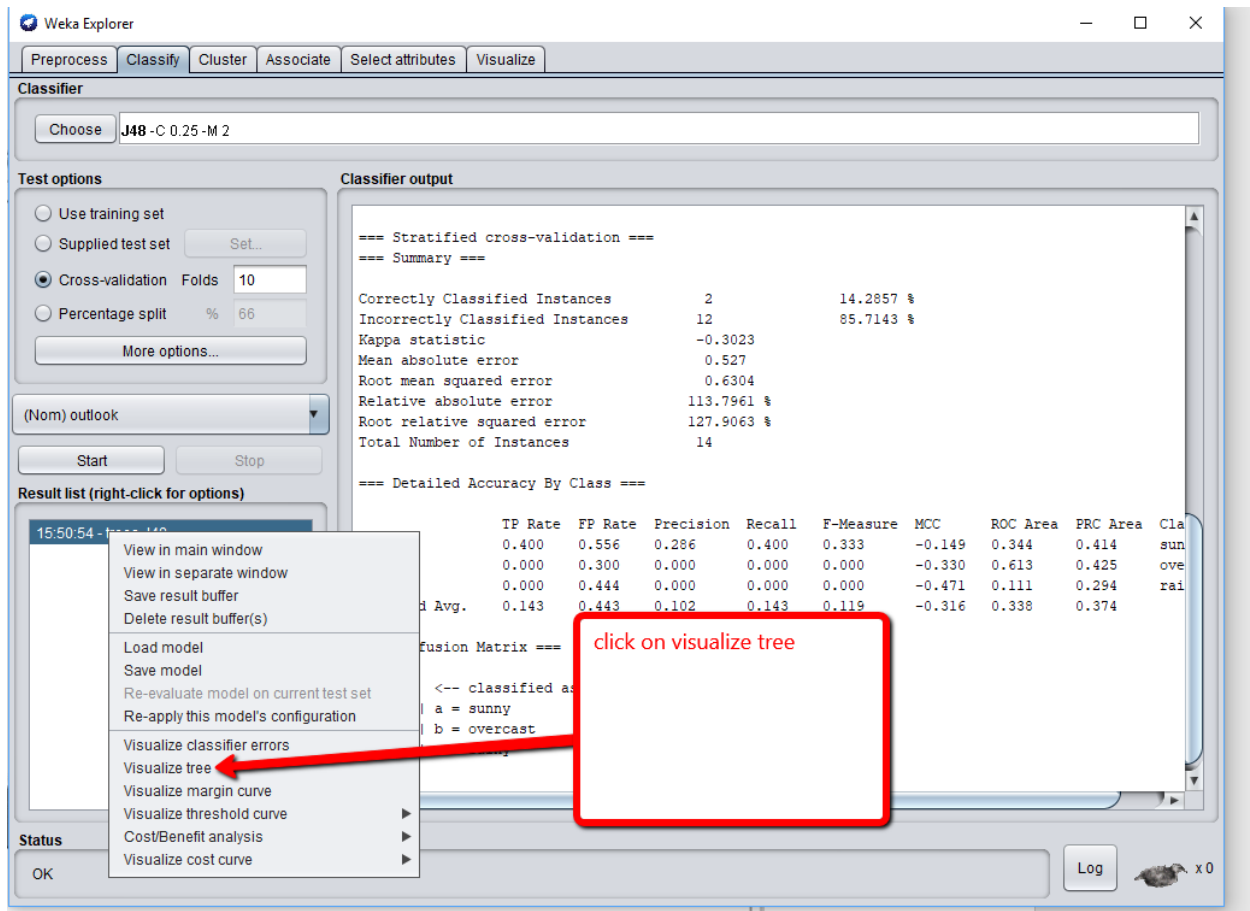 Weka Explorer
Preprocess Classify Cluster Associate Select attributes Visualize
Classifier
Choose J48 -C 0.25 -M 2
Test options
Use training set
Supplied test set Set...
Cross-validation Folds 10
Percentage split % 66
More options...
(Nom) outlook
Start Stop
Result list (right-click for options)
15:50:54 -
View in main window
View in separate window
Save result buffer
Delete result buffer(s)
Load model
Save model
Re-evaluate model on current test set
Re-apply this model's configuration
Visualize classifier errors
Visualize tree
Visualize margin curve
Visualize threshold curve
Cost/Benefit analysis
Visualize cost curve
Classifier output
=== Stratified cross-validation ===
=== Summary ===
Correctly Classified Instances 2 14.2857 %
Incorrectly Classified Instances 12 85.7143 %
Kappa statistic -0.3023
Mean absolute error 0.527
Root mean squared error 0.6304
Relative absolute error 113.7961 %
Root relative squared error 127.9063 %
Total Number of Instances 14
=== Detailed Accuracy By Class ===
TP Rate FP Rate Precision Recall F-Measure MCC ROC Area PRC Area Cla
0.400 0.556 0.286 0.400 0.333 -0.149 0.344 0.414 sun
0.000 0.300 0.000 0.000 0.000 -0.330 0.613 0.425 ove
0.000 0.444 0.000 0.000 0.000 -0.471 0.111 0.294 rai
d Avg. 0.143 0.443 0.102 0.143 0.119 -0.316 0.338 0.374
fusion Matrix ===
<-- classified as
| a = sunny
| b = overcast
click on visualize tree
Status
OK
Log x 0